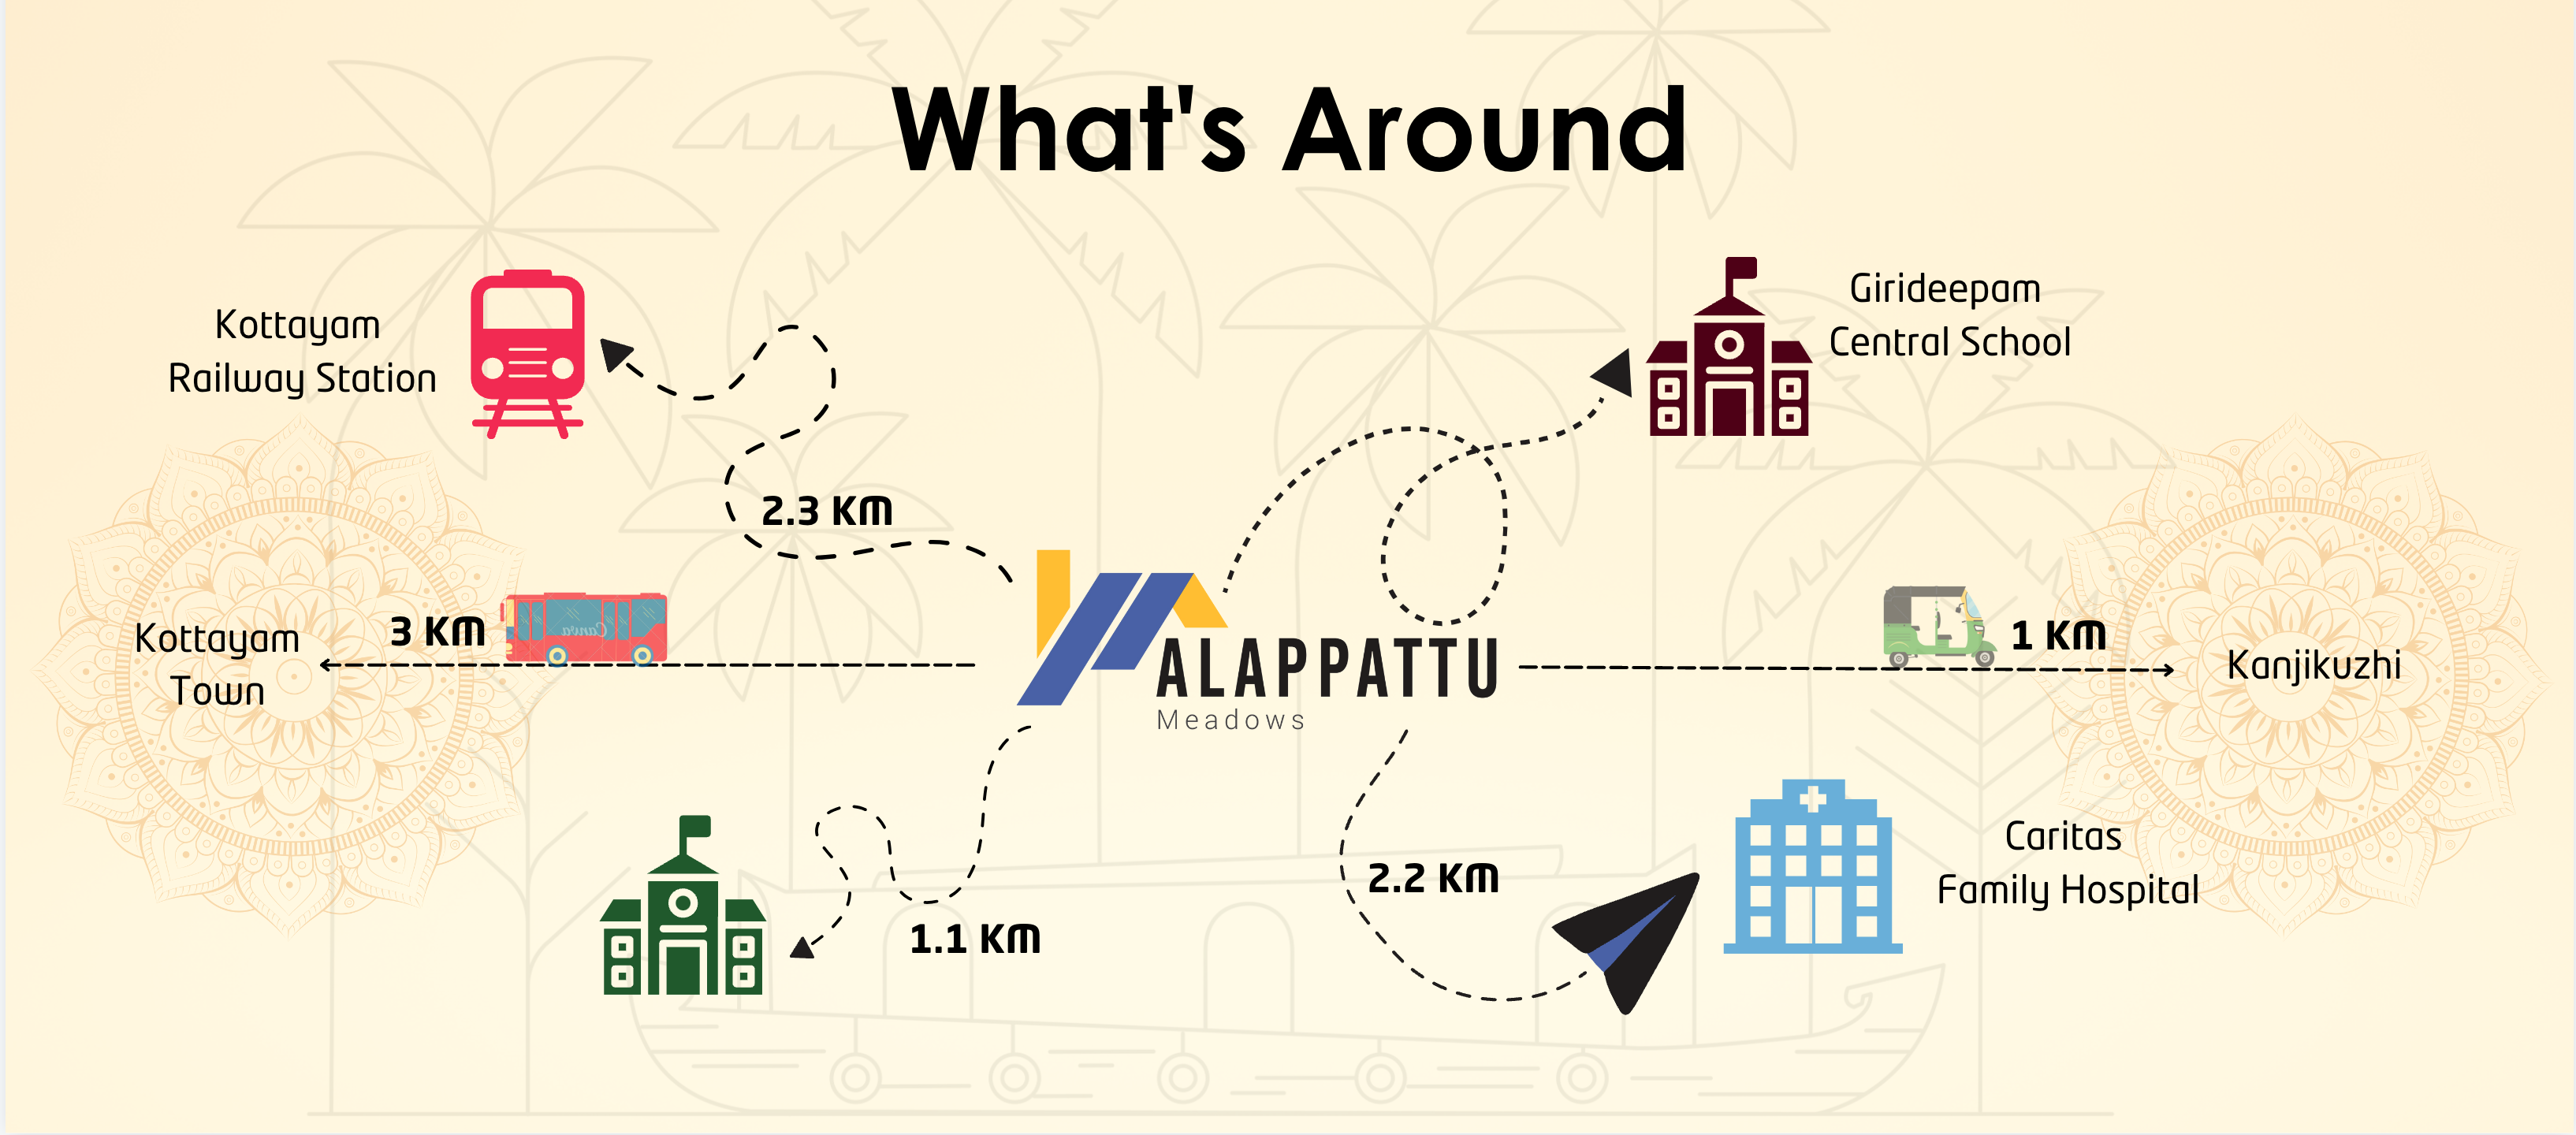 What's Around
Kottayam
Railway Station
Girideepam
Central School
2.3 KM
Kottayam
Town
3 KM
Canva
ALAPPATTU
Meadows
1 KM
Kanjikuzhi
1.1 KM
2.2 KM
Caritas
Family Hospital